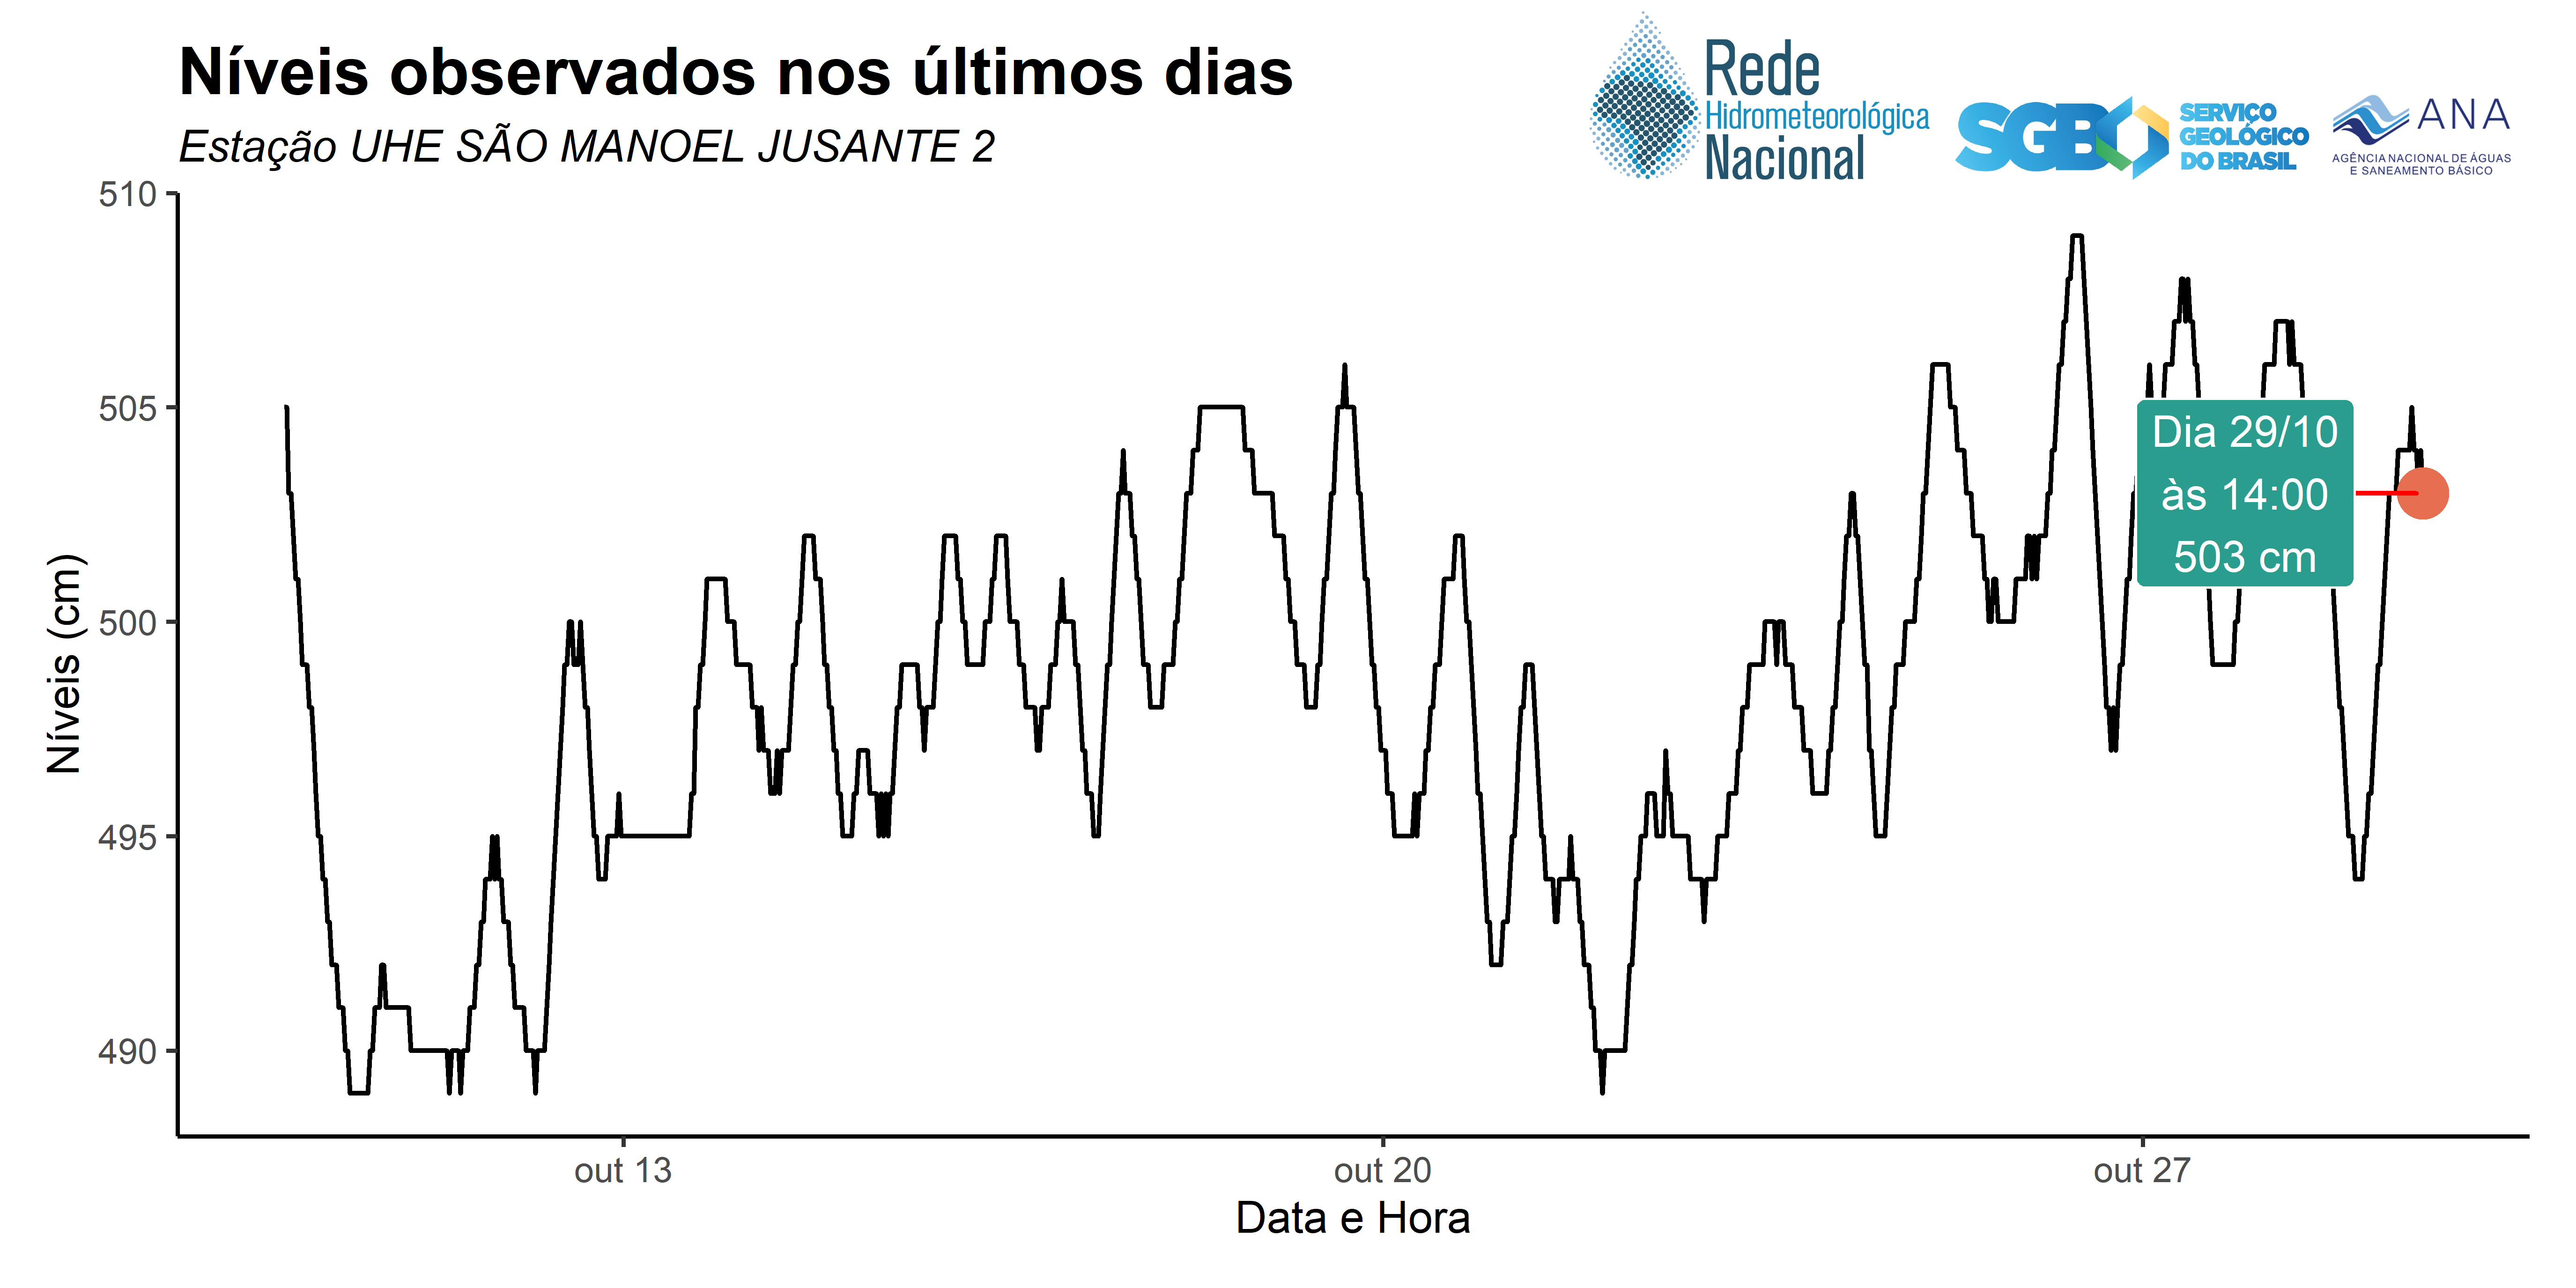 Níveis observados nos últimos dias
Estação UHE SÃO MANOEL JUSANTE 2
Rede
Hidrometeorológica
Nacional
SGB
SERVIÇO
GEOLÓGICO
DO BRASIL
ANA
AGÊNCIA NACIONAL DE ÁGUAS
E SANEAMENTO BÁSICO
Níveis (cm)
510
505
500
495
490
Dia 29/10
às 14:00
503 cm
out 13
out 20
out 27
Data e Hora